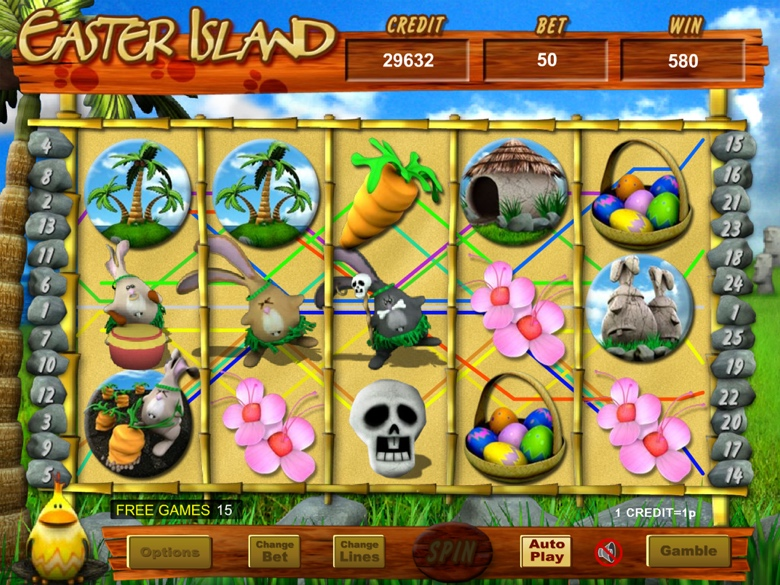 EASTER ISLAND
CREDIT BET WIN
29632 50 580
4 15
8 16
2 21
13 23
11 18
6 24
1 1
7 25
10 19
12 22
3 20
9 17
5 14
FREE GAMES 15
1 CREDIT=1p
Options
Change
Bet
Change
Lines
SPIN
Auto
Play
Gamble